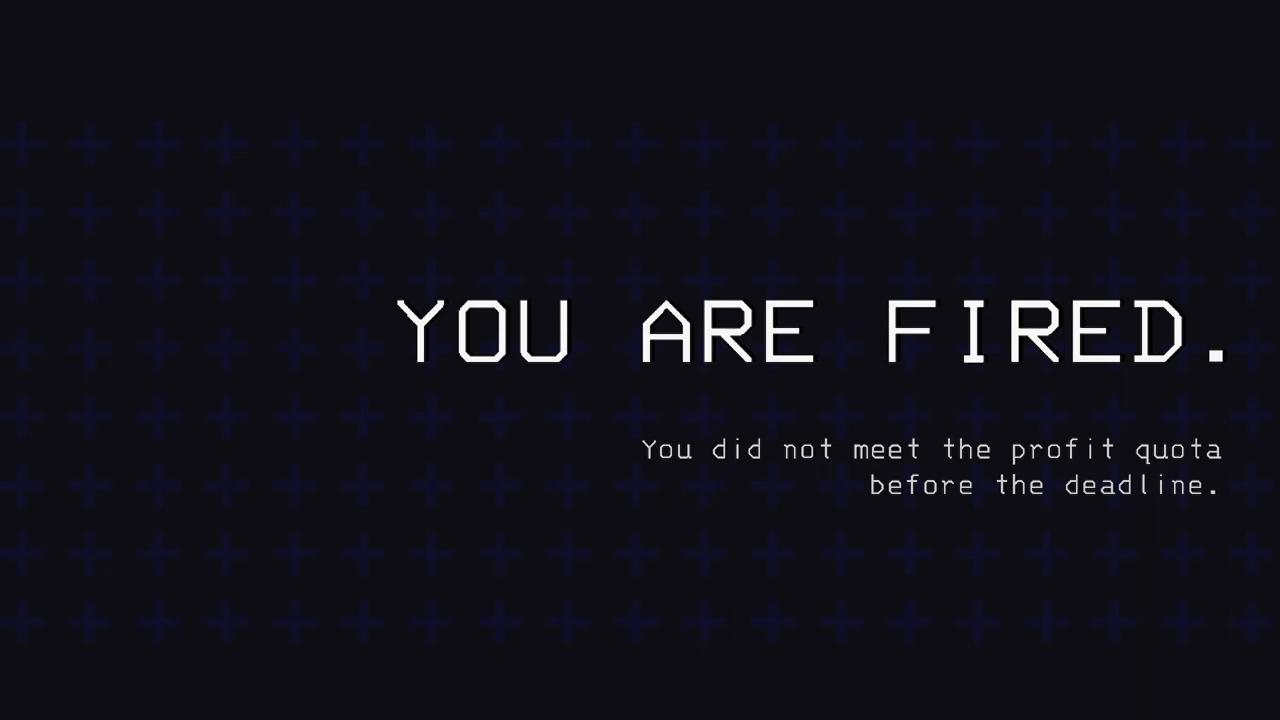 YOU ARE FIRED.
You did not meet the profit quota
before the deadline.